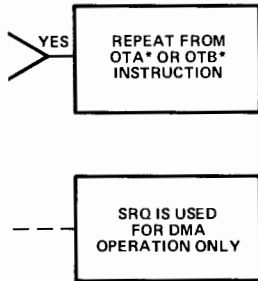 YES
REPEAT FROM
OTA* OR OTB*
INSTRUCTION
SRQ IS USED
FOR DMA
OPERATION ONLY